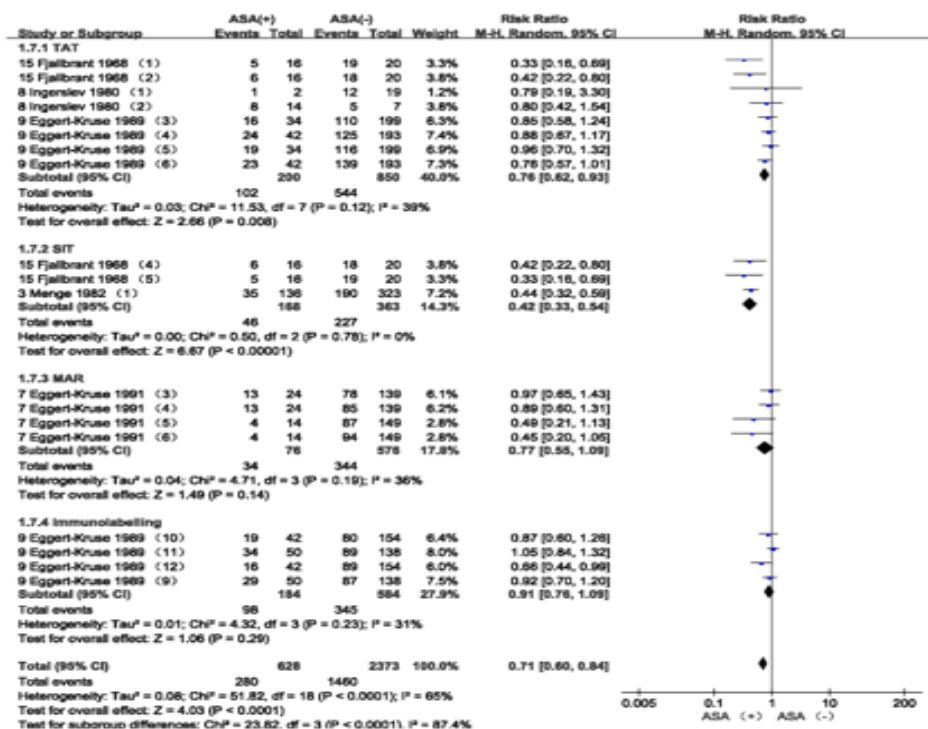 ASA(+) ASA(-) Risk Ratio Risk Ratio
Study or Subgroup Events Total Events Total Weight M-H, Random, 95% CI M-H, Random, 95% CI
1.7.1 TAT
15 Fjallbrant 1968 (1) 5 16 19 20 3.3% 0.33 [0.16, 0.69]
15 Fjallbrant 1968 (2) 6 16 18 20 3.8% 0.42 [0.22, 0.80]
8 Ingerslev 1980 (1) 1 2 12 19 1.2% 0.79 [0.19, 3.30]
8 Ingerslev 1980 (2) 8 14 5 7 3.8% 0.80 [0.42, 1.54]
9 Eggert-Kruse 1989 (3) 16 34 110 199 6.3% 0.85 [0.58, 1.24]
9 Eggert-Kruse 1989 (4) 24 42 125 193 7.4% 0.88 [0.67, 1.17]
9 Eggert-Kruse 1989 (5) 19 34 116 199 6.9% 0.96 [0.70, 1.32]
9 Eggert-Kruse 1989 (6) 23 42 139 193 7.3% 0.76 [0.57, 1.01]
Subtotal (95% CI) 200 850 40.0% 0.76 [0.62, 0.93]
Total events 102 544
Heterogeneity: Tau² = 0.03; Chi² = 11.53, df = 7 (P = 0.12); I² = 39%
Test for overall effect: Z = 2.66 (P = 0.008)
1.7.2 SIT
15 Fjallbrant 1968 (4) 6 16 18 20 3.8% 0.42 [0.22, 0.80]
15 Fjallbrant 1968 (5) 5 16 19 20 3.3% 0.33 [0.16, 0.69]
3 Menge 1982 (1) 35 136 190 323 7.2% 0.44 [0.32, 0.59]
Subtotal (95% CI) 168 363 14.3% 0.42 [0.33, 0.54]
Total events 46 227
Heterogeneity: Tau² = 0.00; Chi² = 0.50, df = 2 (P = 0.78); I² = 0%
Test for overall effect: Z = 6.67 (P < 0.00001)
1.7.3 MAR
7 Eggert-Kruse 1991 (3) 13 24 78 139 6.1% 0.97 [0.65, 1.43]
7 Eggert-Kruse 1991 (4) 13 24 85 139 6.2% 0.89 [0.60, 1.31]
7 Eggert-Kruse 1991 (5) 4 14 87 149 2.8% 0.49 [0.21, 1.13]
7 Eggert-Kruse 1991 (6) 4 14 94 149 2.8% 0.45 [0.20, 1.05]
Subtotal (95% CI) 76 576 17.8% 0.77 [0.55, 1.09]
Total events 34 344
Heterogeneity: Tau² = 0.04; Chi² = 4.71, df = 3 (P = 0.19); I² = 36%
Test for overall effect: Z = 1.49 (P = 0.14)
1.7.4 Immunolabelling
9 Eggert-Kruse 1989 (10) 19 42 80 154 6.4% 0.87 [0.60, 1.26]
9 Eggert-Kruse 1989 (11) 34 50 89 138 8.0% 1.05 [0.84, 1.32]
9 Eggert-Kruse 1989 (12) 16 42 89 154 6.0% 0.66 [0.44, 0.99]
9 Eggert-Kruse 1989 (9) 29 50 87 138 7.5% 0.92 [0.70, 1.20]
Subtotal (95% CI) 184 584 27.9% 0.91 [0.76, 1.09]
Total events 98 345
Heterogeneity: Tau² = 0.01; Chi² = 4.32, df = 3 (P = 0.23); I² = 31%
Test for overall effect: Z = 1.06 (P = 0.29)
Total (95% CI) 628 2373 100.0% 0.71 [0.60, 0.84]
Total events 280 1460
Heterogeneity: Tau² = 0.08; Chi² = 51.82, df = 18 (P < 0.0001); I² = 65%
Test for overall effect: Z = 4.03 (P < 0.0001)
Test for subgroup differences: Chi² = 23.82, df = 3 (P < 0.0001), I² = 87.4%
0.005 0.1 1 10 200
ASA (+) ASA (-)